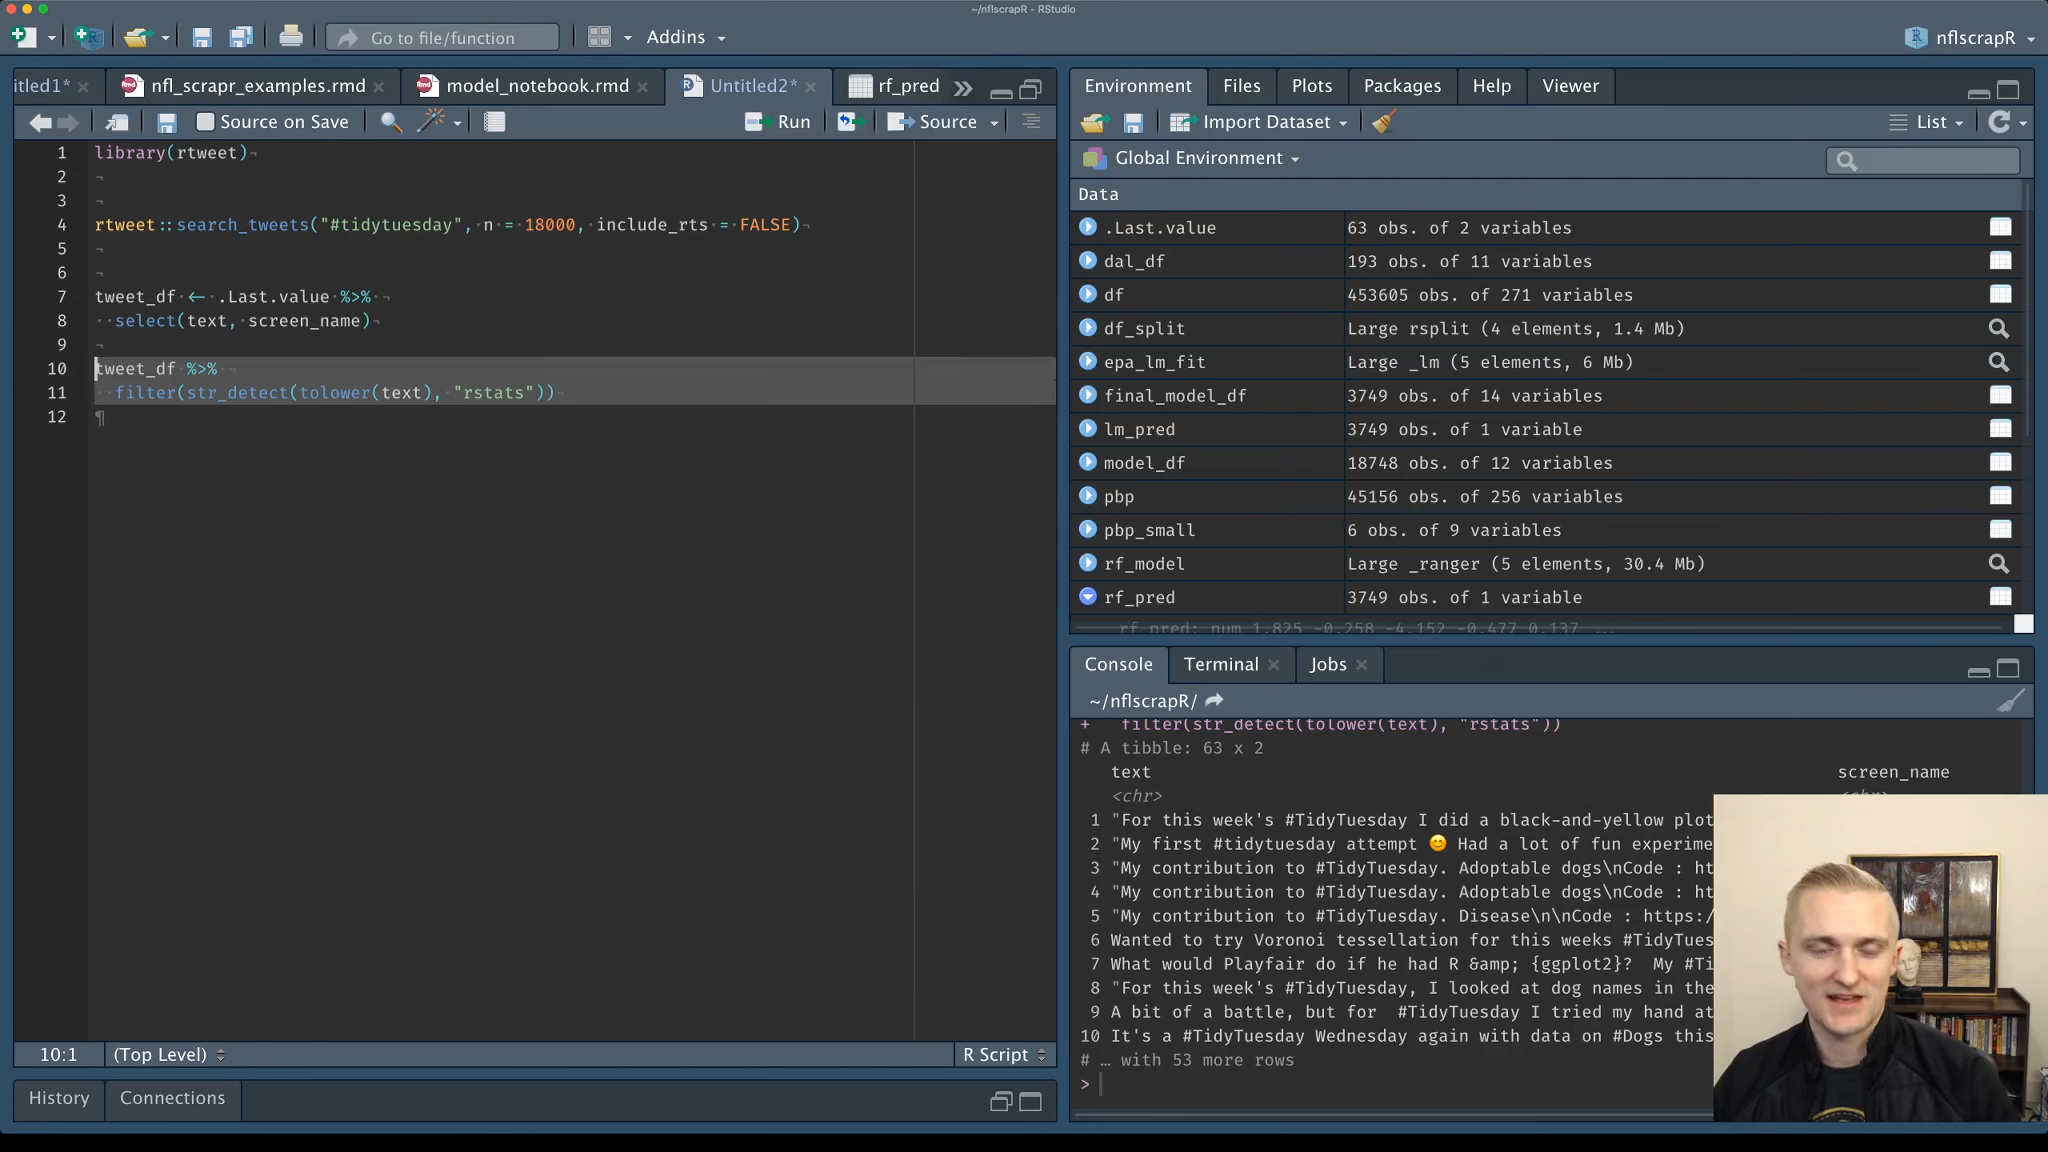 ~/nflscrapR - RStudio
Go to file/function
Addins
nflscrapR
itled1*
nfl_scrapr_examples.rmd
model_notebook.rmd
Untitled2*
rf_pred
Source on Save
Run
Source
1 library(rtweet)
2
3
4 rtweet::search_tweets("#tidytuesday", n = 18000, include_rts = FALSE)
5
6
7 tweet_df <- .Last.value %>%
8 select(text, screen_name)
9
10 tweet_df %>%
11 filter(str_detect(tolower(text), "rstats"))
12
10:1
(Top Level)
R Script
History
Connections
Environment
Files
Plots
Packages
Help
Viewer
Import Dataset
List
Global Environment
Data
.Last.value 63 obs. of 2 variables
dal_df 193 obs. of 11 variables
df 453605 obs. of 271 variables
df_split Large rsplit (4 elements, 1.4 Mb)
epa_lm_fit Large _lm (5 elements, 6 Mb)
final_model_df 3749 obs. of 14 variables
lm_pred 3749 obs. of 1 variable
model_df 18748 obs. of 12 variables
pbp 45156 obs. of 256 variables
pbp_small 6 obs. of 9 variables
rf_model Large _ranger (5 elements, 30.4 Mb)
rf_pred 3749 obs. of 1 variable
rf_pred: num 1.825 -0.258 -4.152 -0.477 0.137 ...
Console
Terminal
Jobs
~/nflscrapR/
+ filter(str_detect(tolower(text), "rstats"))
# A tibble: 63 x 2
text screen_name
<chr> <chr>
1 "For this week's #TidyTuesday I did a black-and-yellow plot
2 "My first #tidytuesday attempt 😊 Had a lot of fun experime
3 "My contribution to #TidyTuesday. Adoptable dogs\nCode : ht
4 "My contribution to #TidyTuesday. Adoptable dogs\nCode : ht
5 "My contribution to #TidyTuesday. Disease\n\nCode : https:/
6 Wanted to try Voronoi tessellation for this weeks #TidyTues
7 What would Playfair do if he had R &amp; {ggplot2}? My #Ti
8 "For this week's #TidyTuesday, I looked at dog names in the
9 A bit of a battle, but for #TidyTuesday I tried my hand at
10 It's a #TidyTuesday Wednesday again with data on #Dogs this
# … with 53 more rows
>